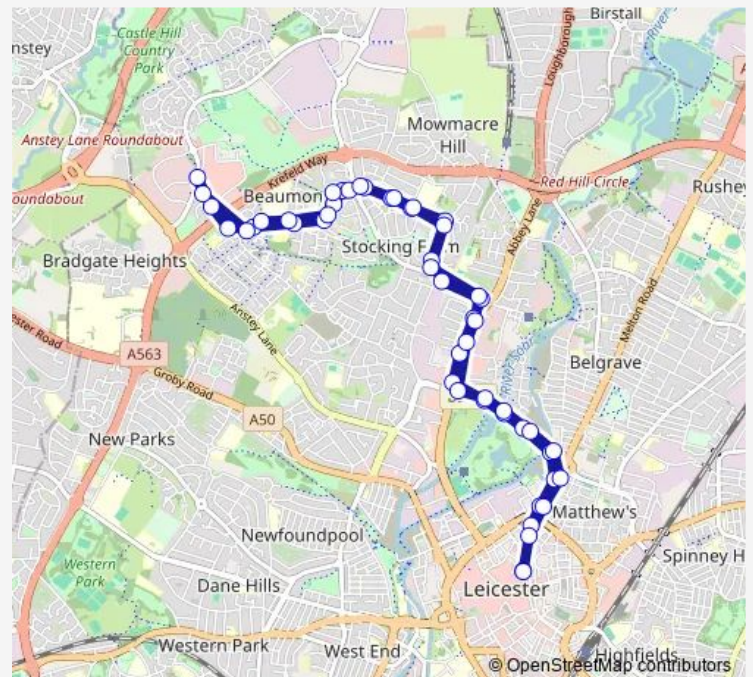 Birstall
nstey
Castle Hill
Country
Park
Loughborough
River
A
Anstey Lane Roundabout
Mowmacre
Hill
Krefeld Way
oundabout
Beaumon
Red Hill Circle
Rushey
Abbey Lane
Stocking F m
Bradgate Heights
Anstey Lane
Melton Road
ester Road
A563
River Soar
Belgrave
Groby Road
A50
New Parks
Matthew's
Newfoundpool
Western
Park
Spinney H
Dane Hills
Leicester
Western Park
West End
Highfields
© OpenStreetMap contributors